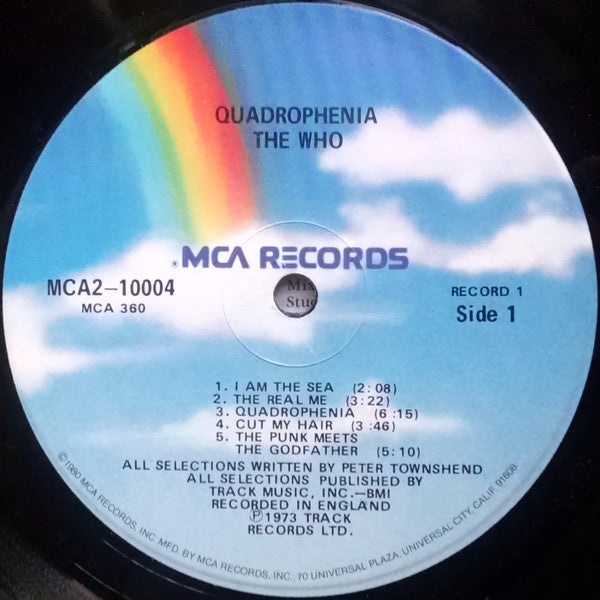 QUADROPHENIA
THE WHO
®MCA RECORDS
MCA2-10004
MCA 360
RECORD 1
Side 1
Mix
Stud
1. I AM THE SEA (2:08)
2. THE REAL ME (3:22)
3. QUADROPHENIA (6:15)
4. CUT MY HAIR (3:46)
5. THE PUNK MEETS
THE GODFATHER (5:10)
ALL SELECTIONS WRITTEN BY PETER TOWNSHEND
ALL SELECTIONS PUBLISHED BY
TRACK MUSIC, INC.—BMI
RECORDED IN ENGLAND
Ⓟ1973 TRACK
RECORDS LTD.
©1980 MCA RECORDS, INC. MFD. BY MCA RECORDS, INC., 70 UNIVERSAL PLAZA, UNIVERSAL CITY, CALIF. 91608